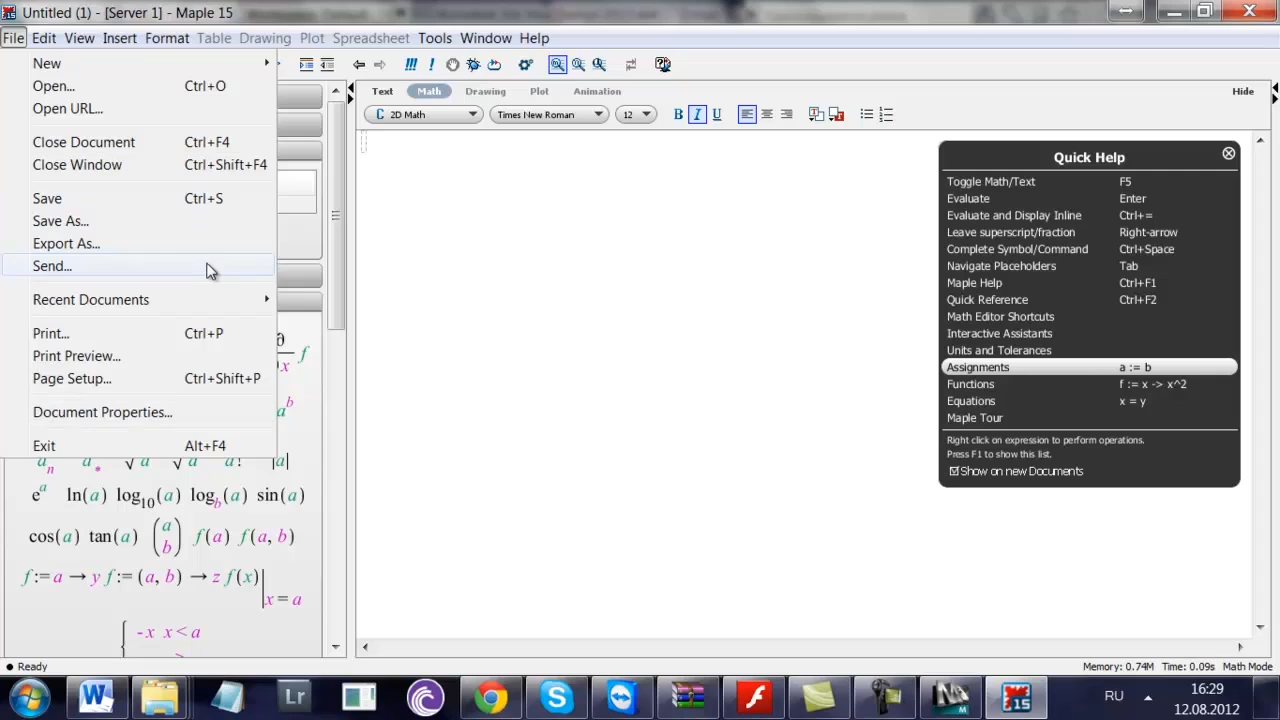 Untitled (1) - [Server 1] - Maple 15
File Edit View Insert Format Table Drawing Plot Spreadsheet Tools Window Help
New
Open... Ctrl+O
Open URL...
Close Document Ctrl+F4
Close Window Ctrl+Shift+F4
Save Ctrl+S
Save As...
Export As...
Send...
Recent Documents
Print... Ctrl+P
Print Preview...
Page Setup... Ctrl+Shift+P
Document Properties...
Exit Alt+F4
Text Math Drawing Plot Animation Hide
2D Math Times New Roman 12 B I U
Quick Help
Toggle Math/Text F5
Evaluate Enter
Evaluate and Display Inline Ctrl+=
Leave superscript/fraction Right-arrow
Complete Symbol/Command Ctrl+Space
Navigate Placeholders Tab
Maple Help Ctrl+F1
Quick Reference Ctrl+F2
Math Editor Shortcuts
Interactive Assistants
Units and Tolerances
Assignments a := b
Functions f := x -> x^2
Equations x = y
Maple Tour
Right click on expression to perform operations.
Press F1 to show this list.
Show on new Documents
∂ f
x
a^b
a_n a_* √a √a a! |a|
e^a ln(a) log_10(a) log_b(a) sin(a)
cos(a) tan(a) (a b) f(a) f(a, b)
f := a → y f := (a, b) → z f(x)| x = a
-x x < a
Ready Memory: 0.74M Time: 0.09s Math Mode
RU 16:29
12.08.2012